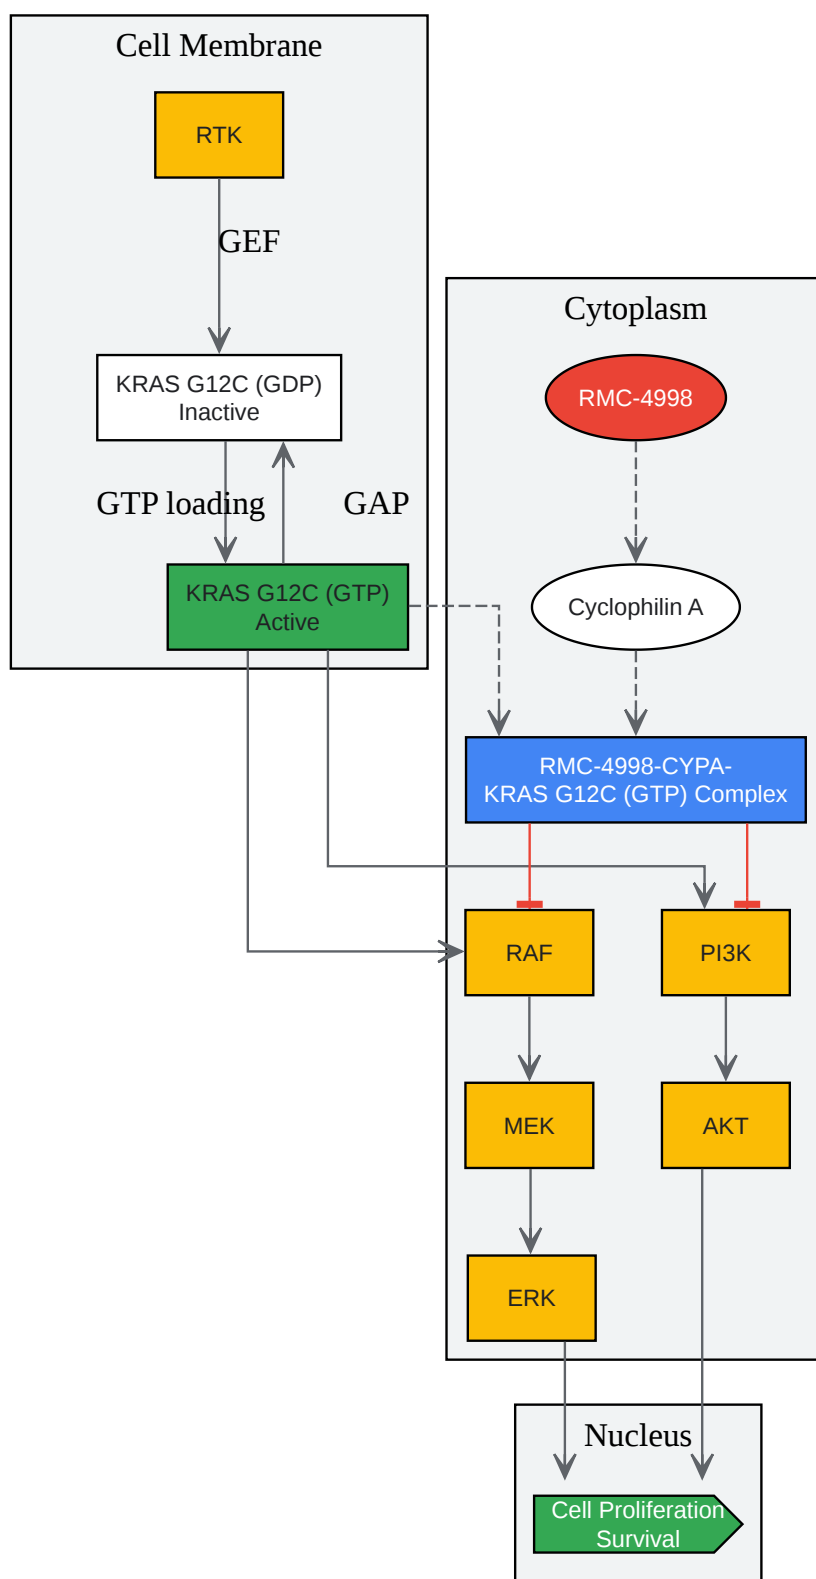 Cell Membrane
RTK
GEF
KRAS G12C (GDP)
Inactive
GTP loading
GAP
KRAS G12C (GTP)
Active
Cytoplasm
RMC-4998
Cyclophilin A
RMC-4998-CYPA-
KRAS G12C (GTP) Complex
RAF
PI3K
MEK
AKT
ERK
Nucleus
Cell Proliferation
Survival